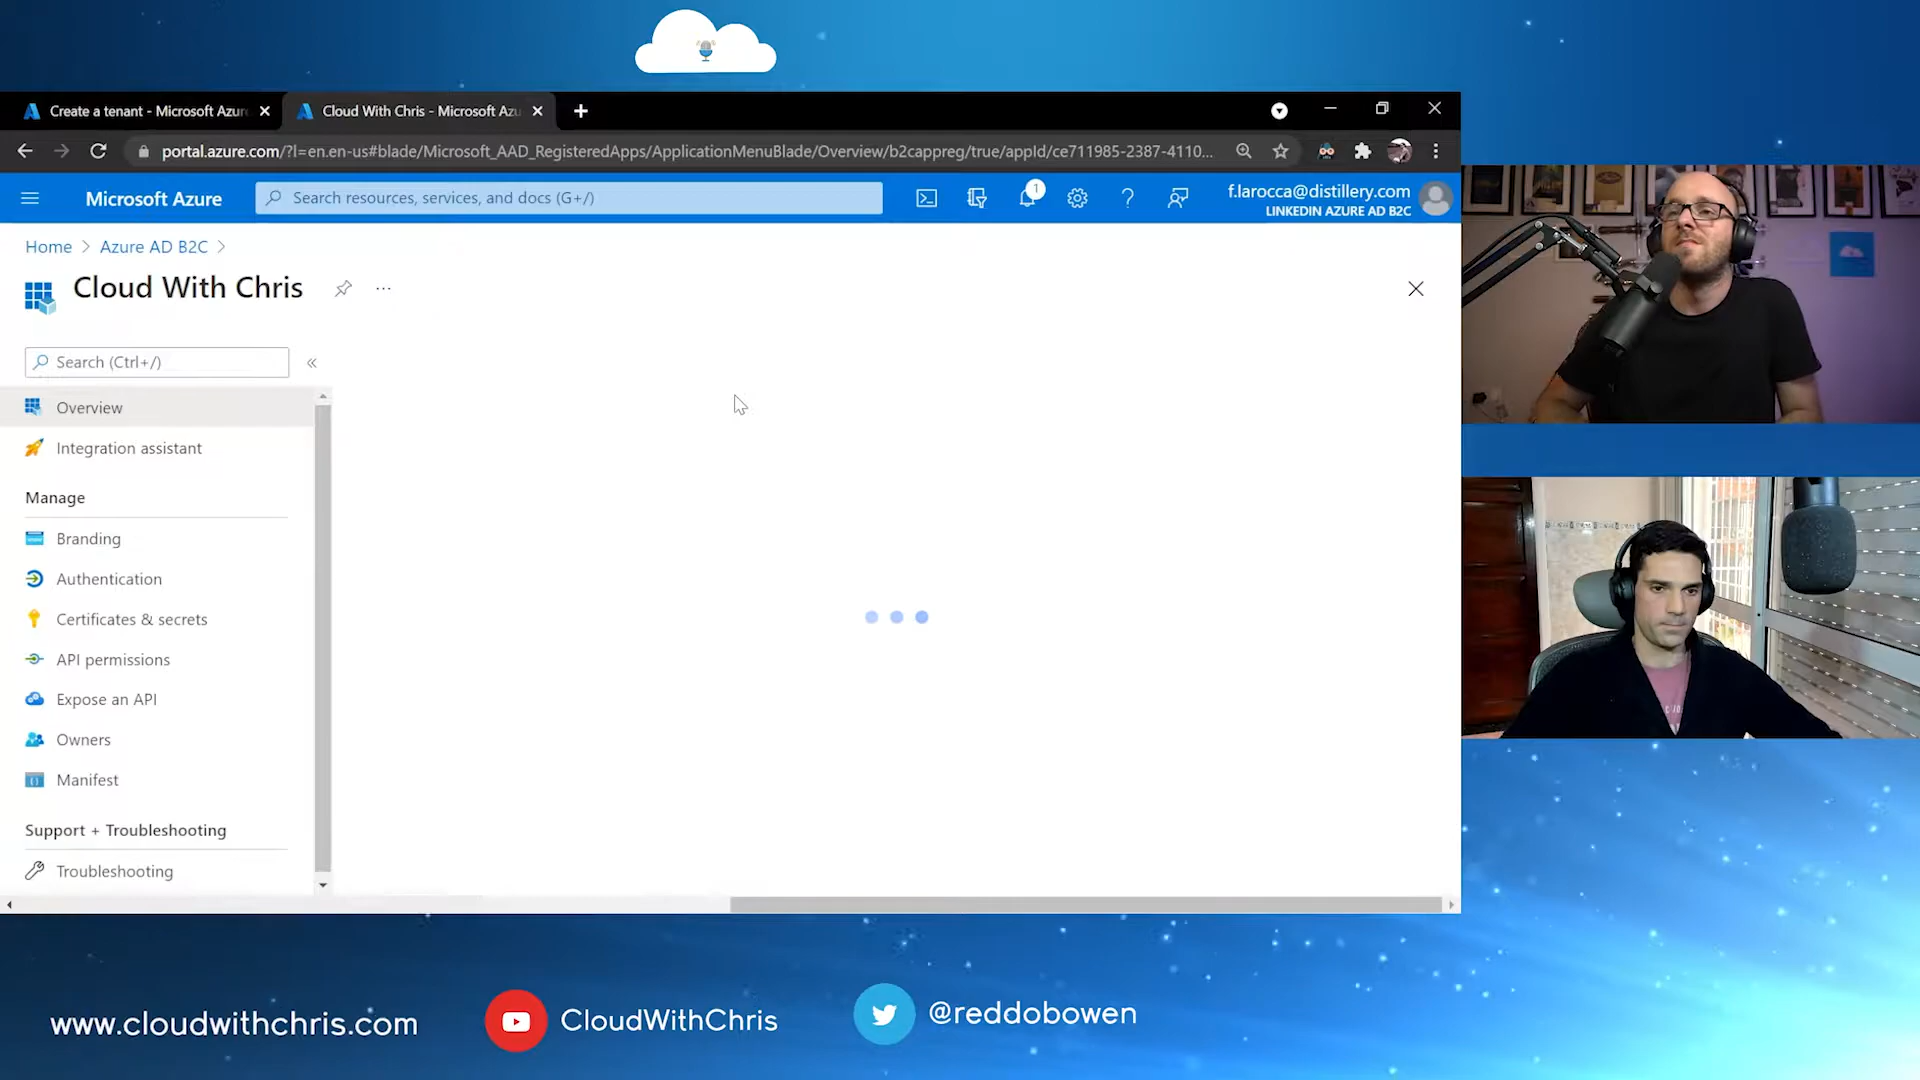 Create a tenant - Microsoft Azur
Cloud With Chris - Microsoft Azu
portal.azure.com/?l=en.en-us#blade/Microsoft_AAD_RegisteredApps/ApplicationMenuBlade/Overview/b2cappreg/true/appId/ce711985-2387-4110...
Microsoft Azure
Search resources, services, and docs (G+/)
1
f.larocca@distillery.com
LINKEDIN AZURE AD B2C
Home > Azure AD B2C >
Cloud With Chris
Search (Ctrl+/)
Overview
Integration assistant
Manage
Branding
Authentication
Certificates & secrets
API permissions
Expose an API
Owners
Manifest
Support + Troubleshooting
Troubleshooting
www.cloudwithchris.com
CloudWithChris
@reddobowen